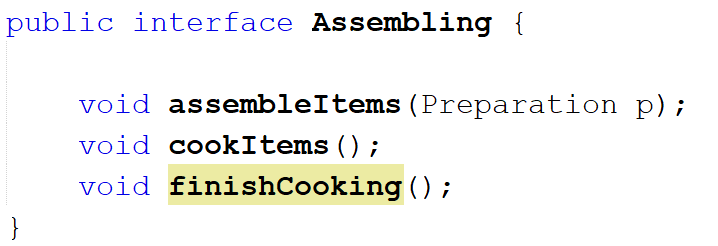 public interface Assembling {
void assembleItems(Preparation p);
void cookItems();
void finishCooking();
}